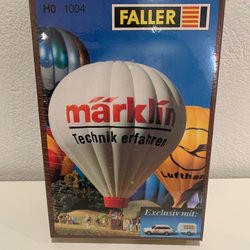 H0 1004
FALLER
märklin
Technik erfahren
Lufthan
Exclusiv mit: